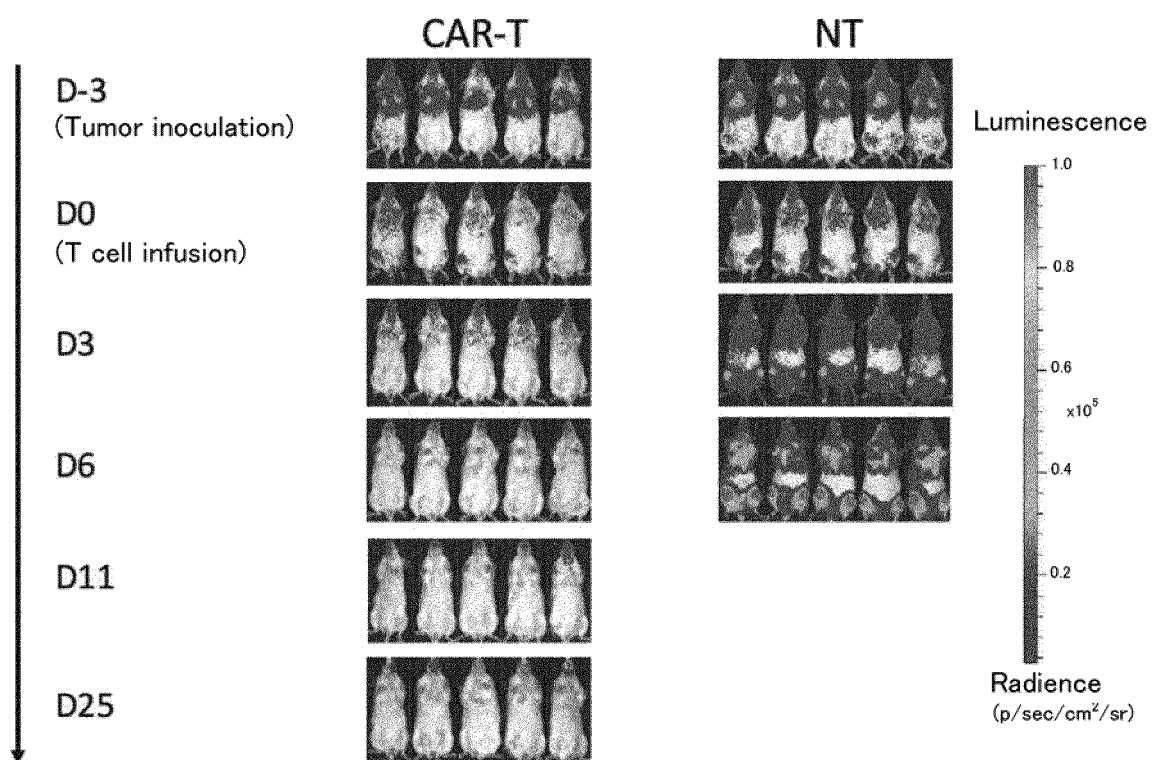 CAR-T NT
D-3
(Tumor inoculation)
Luminescence
1.0
D0
(T cell infusion)
0.8
D3
0.6
x10⁵
D6
0.4
D11
0.2
D25
Radience
(p/sec/cm²/sr)